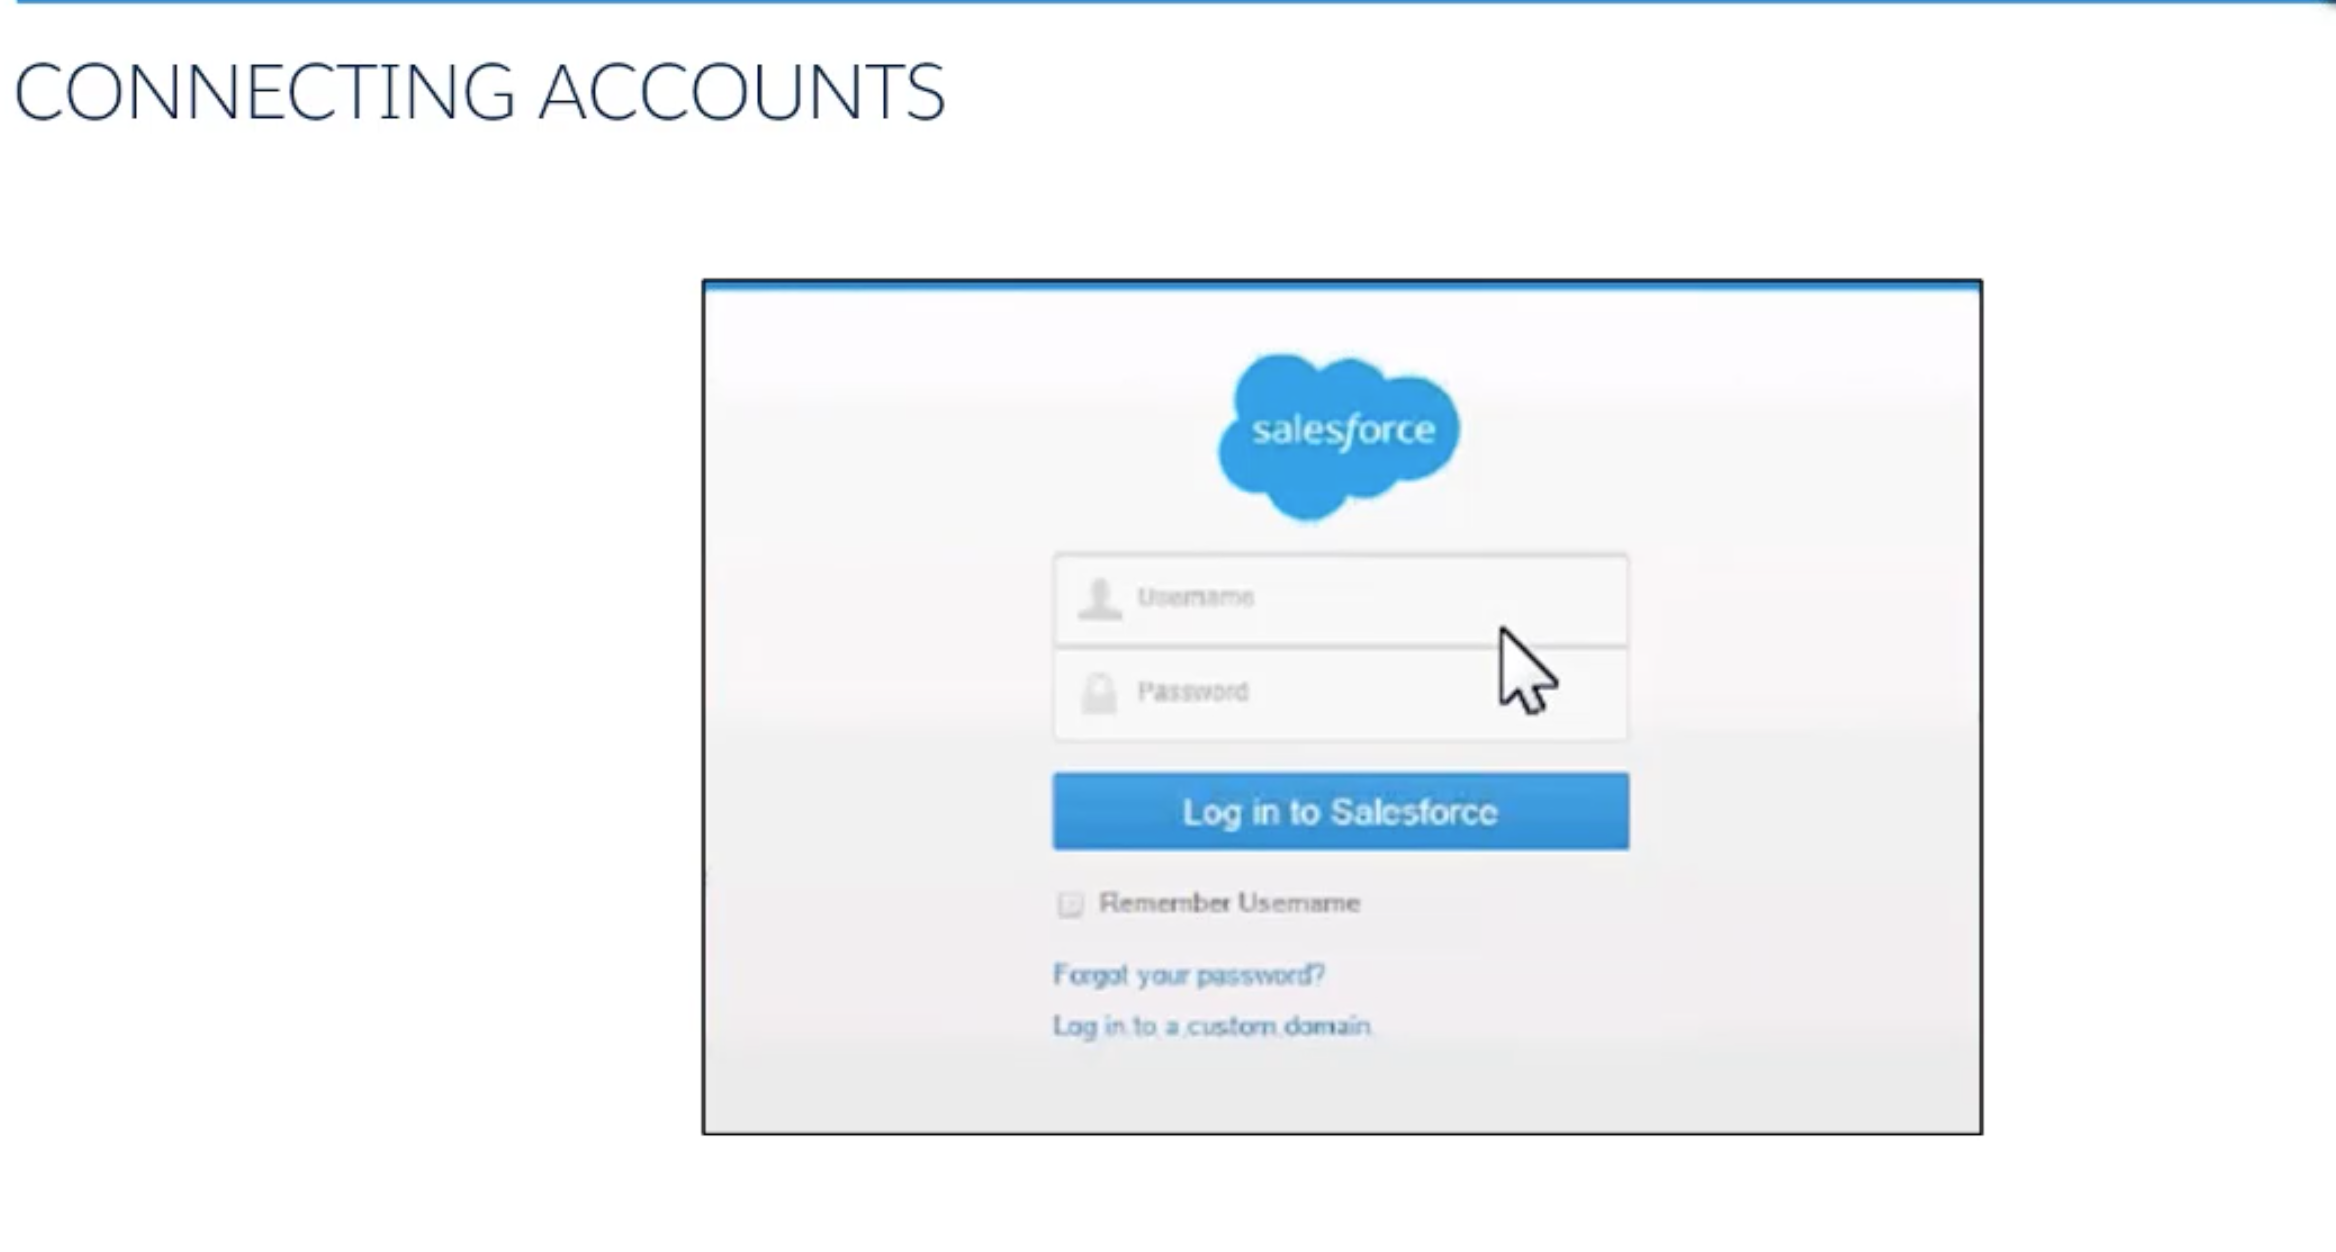 CONNECTING ACCOUNTS
salesforce
Username
Password
Log in to Salesforce
Remember Username
Forgot your password?
Log in to a custom domain